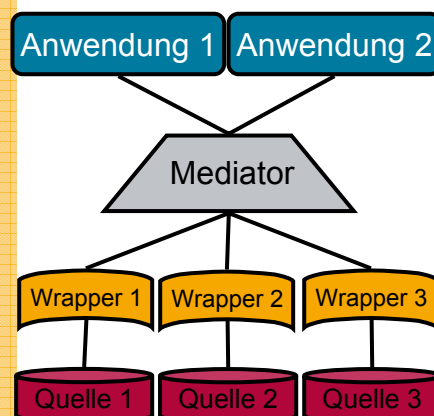 Anwendung 1 Anwendung 2
Mediator
Wrapper 1 Wrapper 2 Wrapper 3
Quelle 1 Quelle 2 Quelle 3